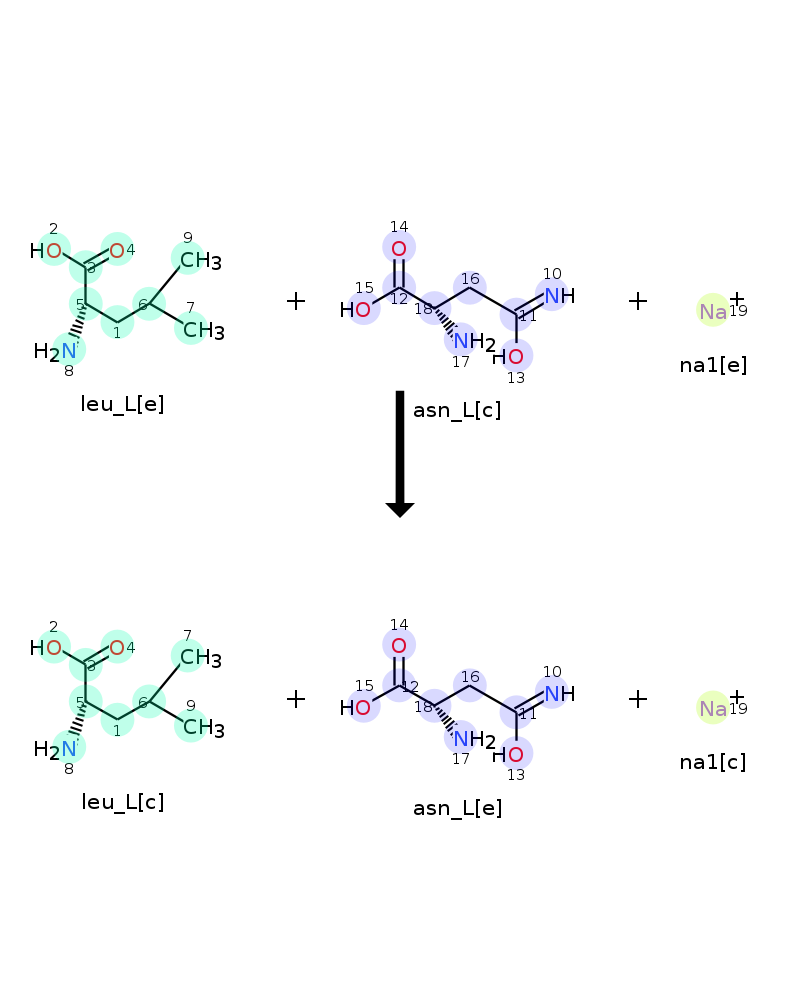 2 HO O 4 3 9 CH3
5 1 6 7 CH3
H2N 8
leu_L[e]
+
14 O 15 HO 12 16 10 NH
18 11 NH2 17 HO 13
asn_L[c]
+
Na+ 19
na1[e]
2 HO O 4 3 7 CH3
5 1 6 9 CH3
H2N 8
leu_L[c]
+
14 O 15 HO 12 16 10 NH
18 11 NH2 17 HO 13
asn_L[e]
+
Na+ 19
na1[c]